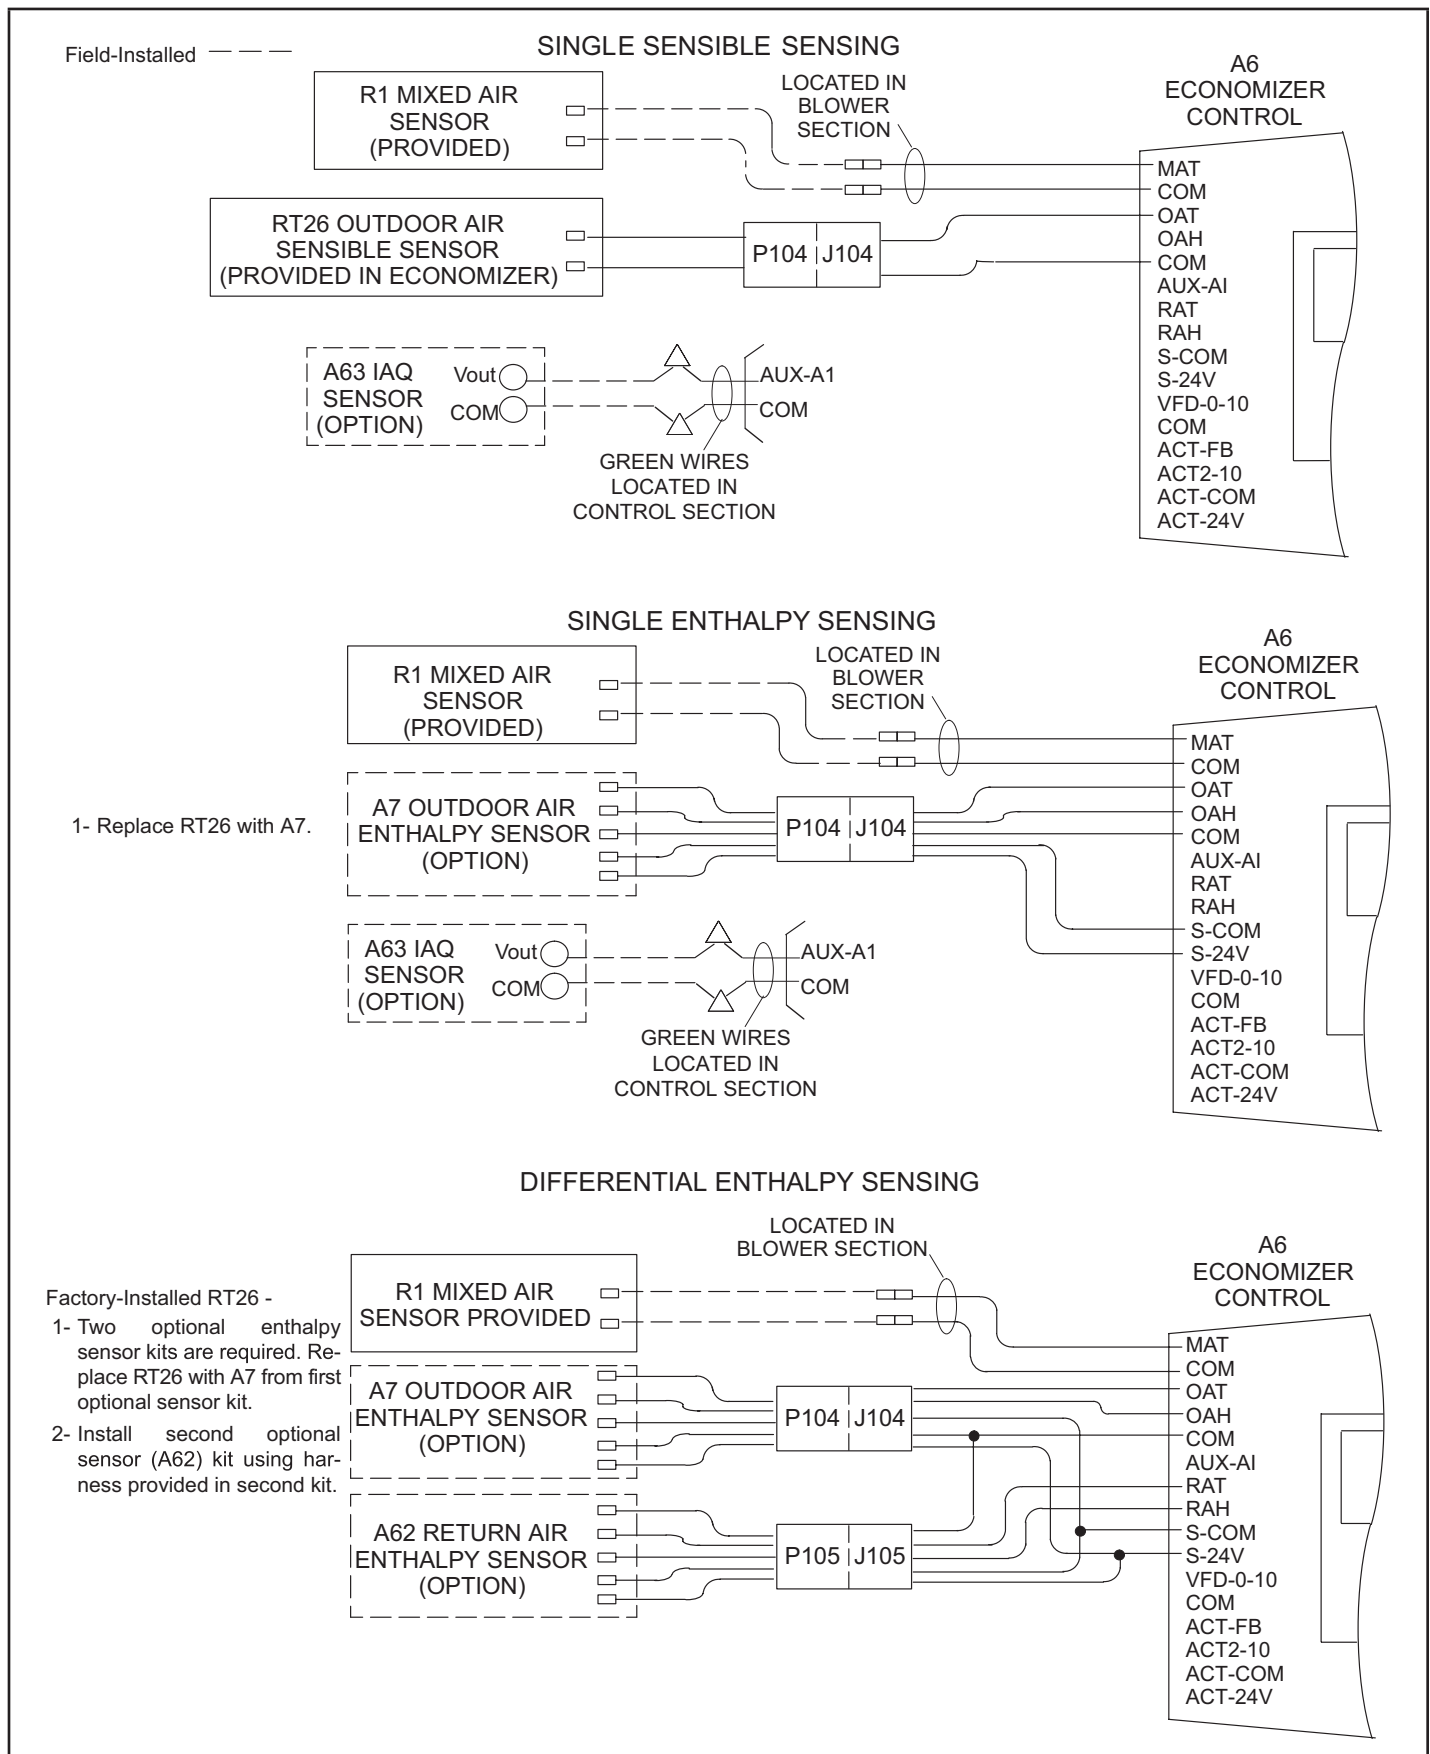 Field-Installed
SINGLE SENSIBLE SENSING
R1 MIXED AIR
SENSOR
(PROVIDED)
LOCATED IN
BLOWER
SECTION
A6
ECONOMIZER
CONTROL
RT26 OUTDOOR AIR
SENSIBLE SENSOR
(PROVIDED IN ECONOMIZER)
P104 J104
MAT
COM
OAT
OAH
COM
AUX-AI
RAT
RAH
S-COM
S-24V
VFD-0-10
COM
ACT-FB
ACT2-10
ACT-COM
ACT-24V
A63 IAQ
SENSOR
(OPTION)
Vout
COM
AUX-A1
COM
GREEN WIRES
LOCATED IN
CONTROL SECTION
SINGLE ENTHALPY SENSING
R1 MIXED AIR
SENSOR
(PROVIDED)
LOCATED IN
BLOWER
SECTION
A6
ECONOMIZER
CONTROL
1- Replace RT26 with A7.
A7 OUTDOOR AIR
ENTHALPY SENSOR
(OPTION)
P104 J104
MAT
COM
OAT
OAH
COM
AUX-AI
RAT
RAH
S-COM
S-24V
VFD-0-10
COM
ACT-FB
ACT2-10
ACT-COM
ACT-24V
A63 IAQ
SENSOR
(OPTION)
Vout
COM
AUX-A1
COM
GREEN WIRES
LOCATED IN
CONTROL SECTION
DIFFERENTIAL ENTHALPY SENSING
LOCATED IN
BLOWER SECTION
A6
ECONOMIZER
CONTROL
Factory-Installed RT26 -
1- Two optional enthalpy
sensor kits are required. Re-
place RT26 with A7 from first
optional sensor kit.
2- Install second optional
sensor (A62) kit using har-
ness provided in second kit.
R1 MIXED AIR
SENSOR PROVIDED
A7 OUTDOOR AIR
ENTHALPY SENSOR
(OPTION)
P104 J104
A62 RETURN AIR
ENTHALPY SENSOR
(OPTION)
P105 J105
MAT
COM
OAT
OAH
COM
AUX-AI
RAT
RAH
S-COM
S-24V
VFD-0-10
COM
ACT-FB
ACT2-10
ACT-COM
ACT-24V